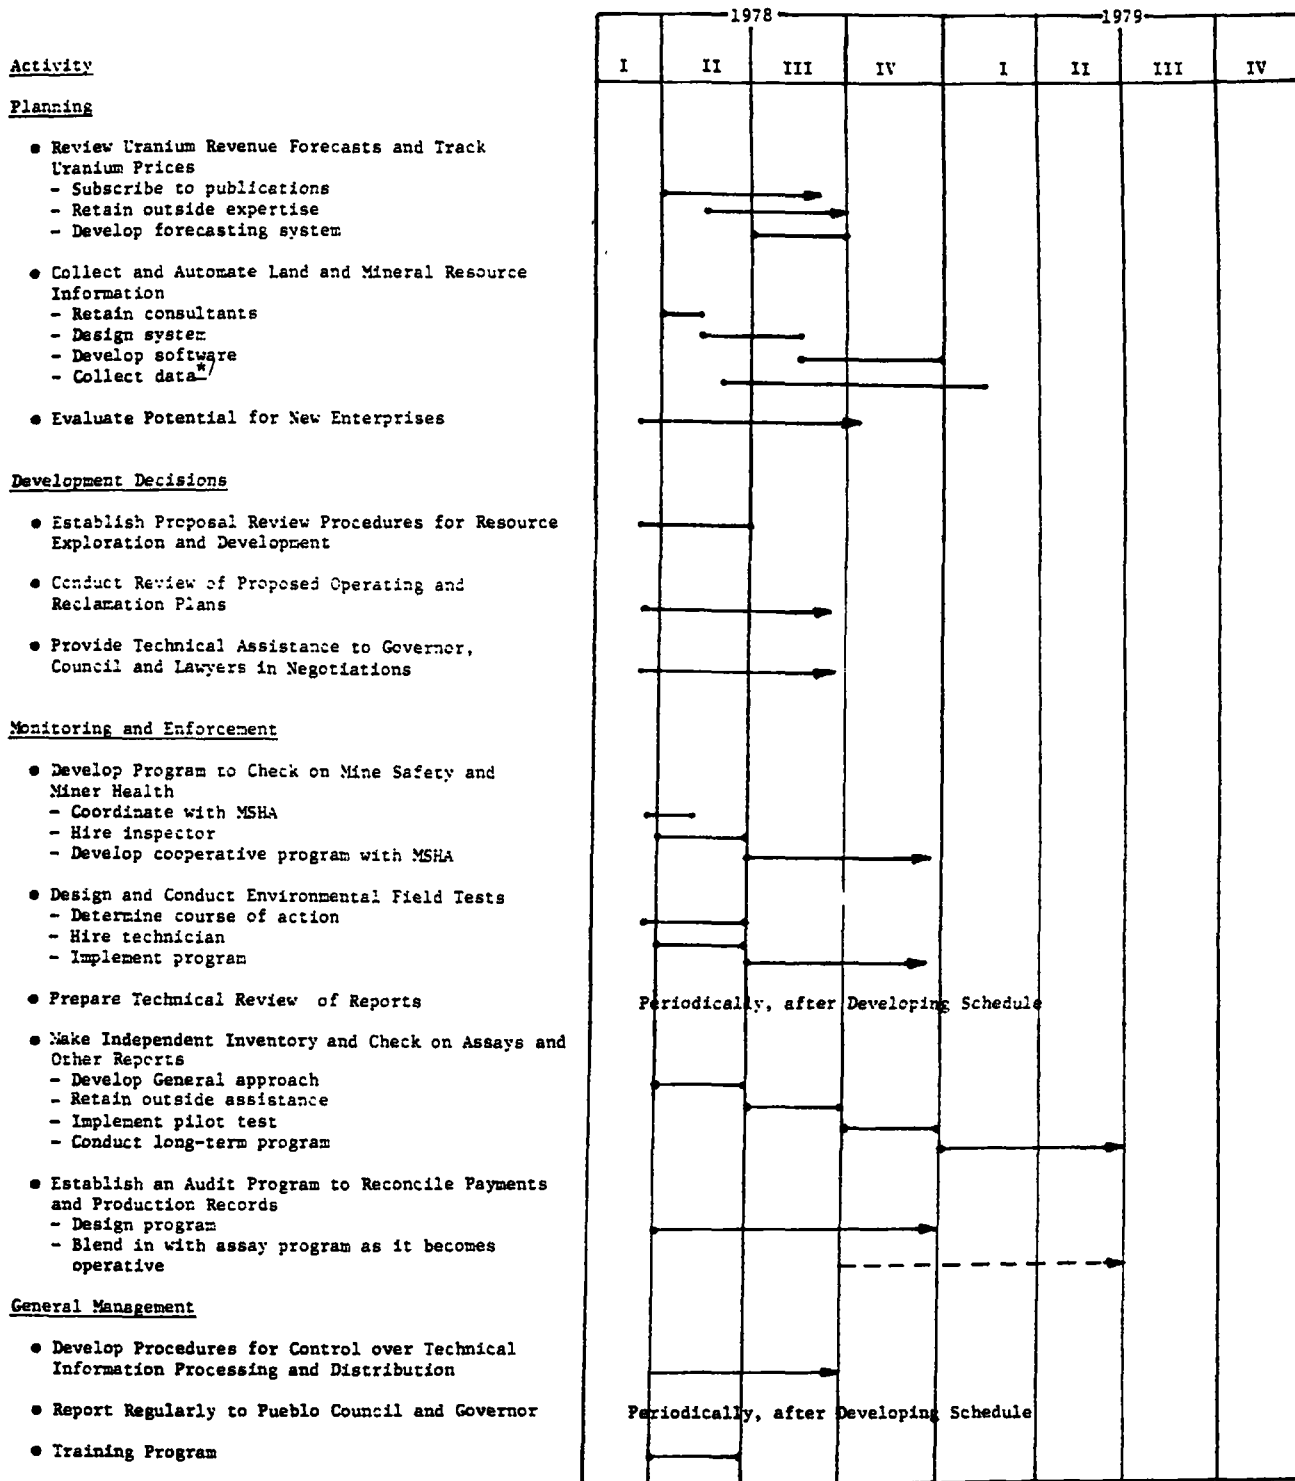 1978 1979
Activity I II III IV I II III IV
Planning
● Review Uranium Revenue Forecasts and Track
Uranium Prices
- Subscribe to publications
- Retain outside expertise
- Develop forecasting system
● Collect and Automate Land and Mineral Resource
Information
- Retain consultants
- Design system
- Develop software
- Collect data*/
● Evaluate Potential for New Enterprises
Development Decisions
● Establish Proposal Review Procedures for Resource
Exploration and Development
● Conduct Review of Proposed Operating and
Reclamation Plans
● Provide Technical Assistance to Governor,
Council and Lawyers in Negotiations
Monitoring and Enforcement
● Develop Program to Check on Mine Safety and
Miner Health
- Coordinate with MSHA
- Hire inspector
- Develop cooperative program with MSHA
● Design and Conduct Environmental Field Tests
- Determine course of action
- Hire technician
- Implement program
● Prepare Technical Review of Reports Periodically, after Developing Schedule
● Make Independent Inventory and Check on Assays and
Other Reports
- Develop General approach
- Retain outside assistance
- Implement pilot test
- Conduct long-term program
● Establish an Audit Program to Reconcile Payments
and Production Records
- Design program
- Blend in with assay program as it becomes
operative
General Management
● Develop Procedures for Control over Technical
Information Processing and Distribution
● Report Regularly to Pueblo Council and Governor Periodically, after Developing Schedule
● Training Program